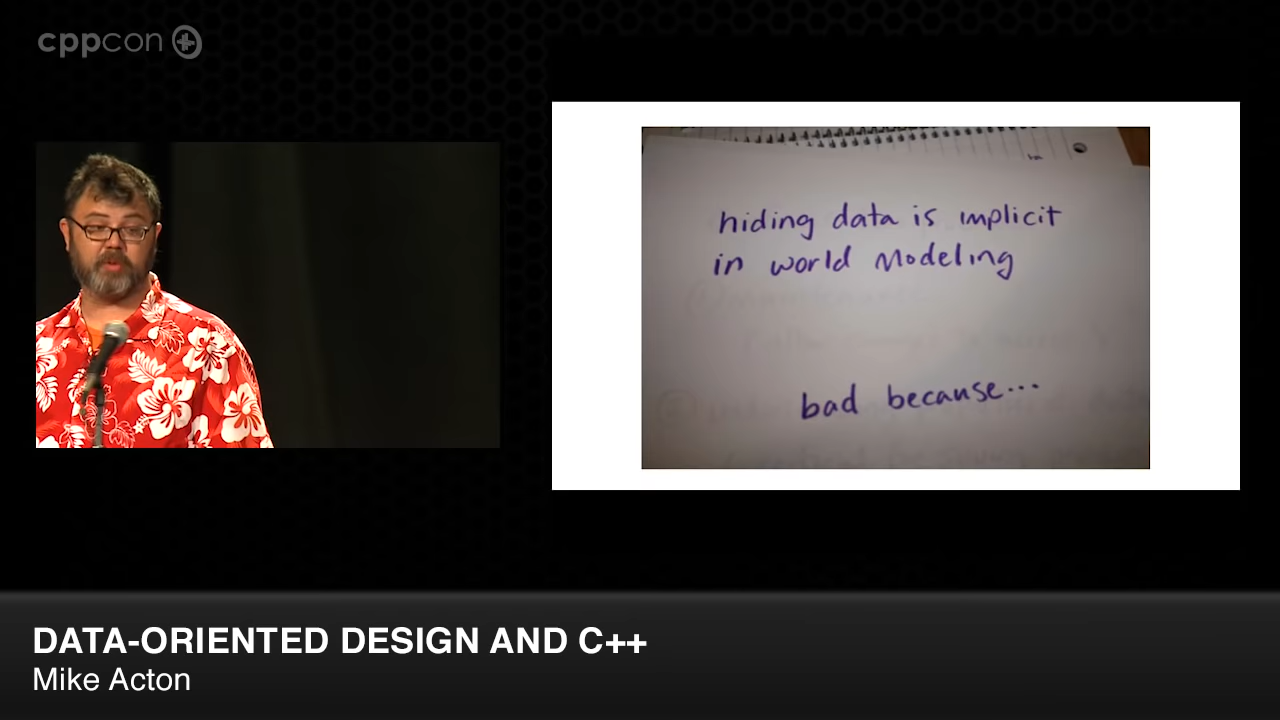 cppcon
hiding data is implicit
in world modeling
bad because...
DATA-ORIENTED DESIGN AND C++
Mike Acton